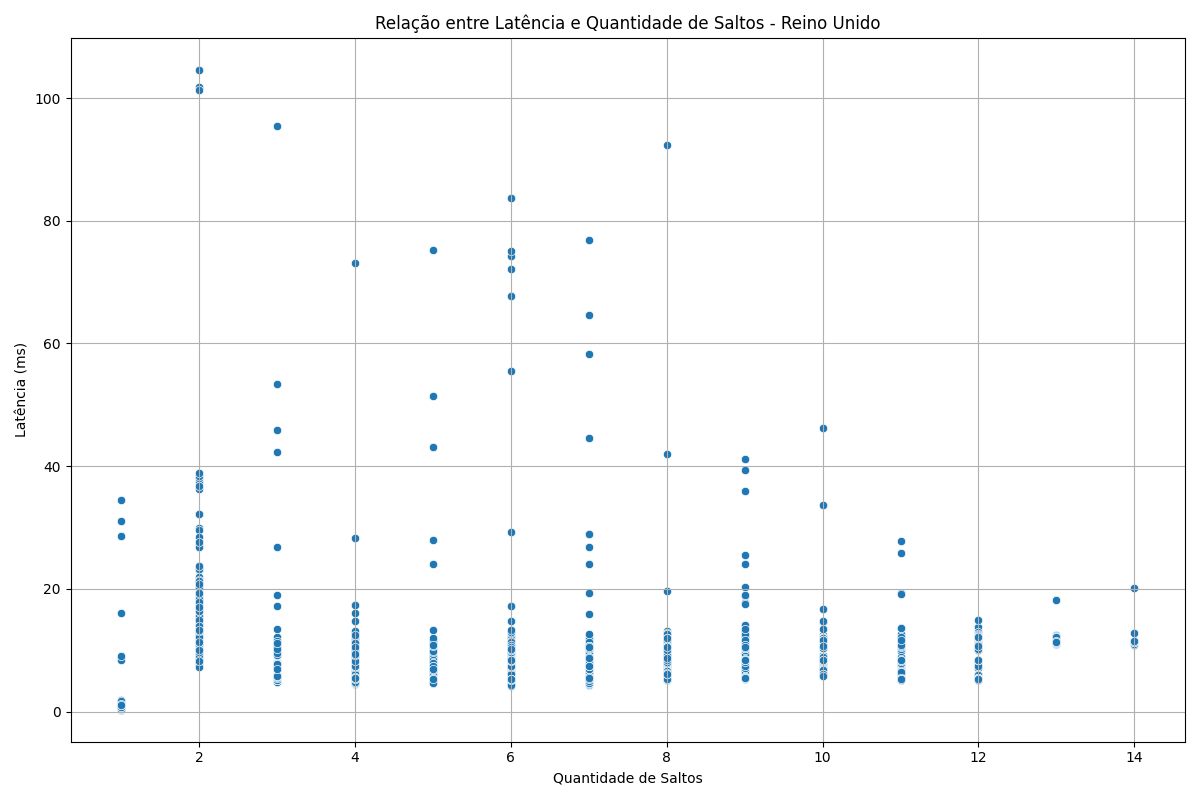 Relação entre Latência e Quantidade de Saltos - Reino Unido
100
80
60
40
20
0
Latência (ms)
2 4 6 8 10 12 14
Quantidade de Saltos